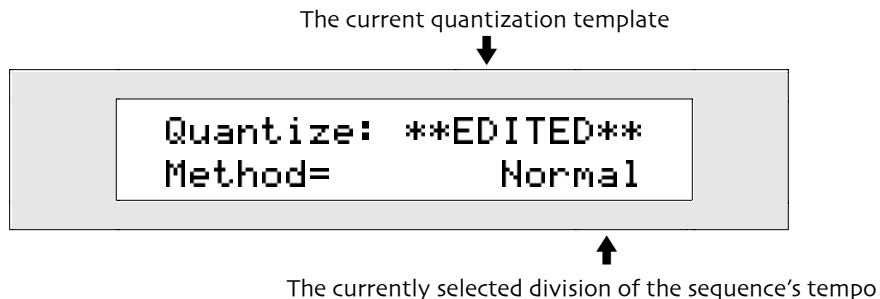 The current quantization template
Quantize: **EDITED**
Method= Normal
The currently selected division of the sequence's tempo